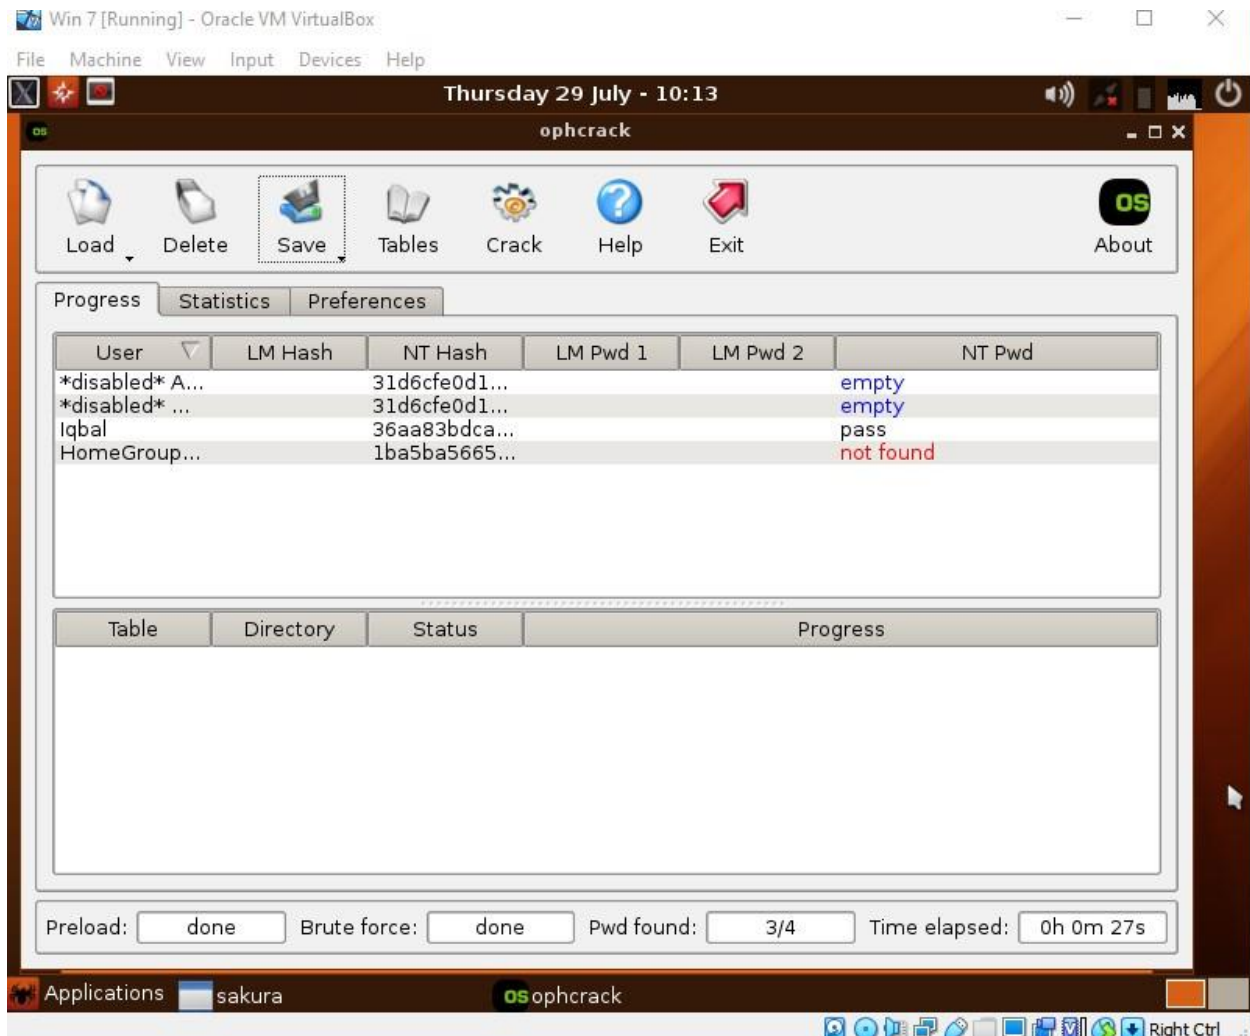 Win 7 [Running] - Oracle VM VirtualBox
File Machine View Input Devices Help
Thursday 29 July - 10:13
os ophcrack
Load Delete Save Tables Crack Help Exit About
OS
Progress Statistics Preferences
User LM Hash NT Hash LM Pwd 1 LM Pwd 2 NT Pwd
*disabled* A... 31d6cfe0d1... empty
*disabled* ... 31d6cfe0d1... empty
Iqbal 36aa83bdca... pass
HomeGroup... 1ba5ba5665... not found
Table Directory Status Progress
Preload: done Brute force: done Pwd found: 3/4 Time elapsed: 0h 0m 27s
Applications sakura os ophcrack
Right Ctrl